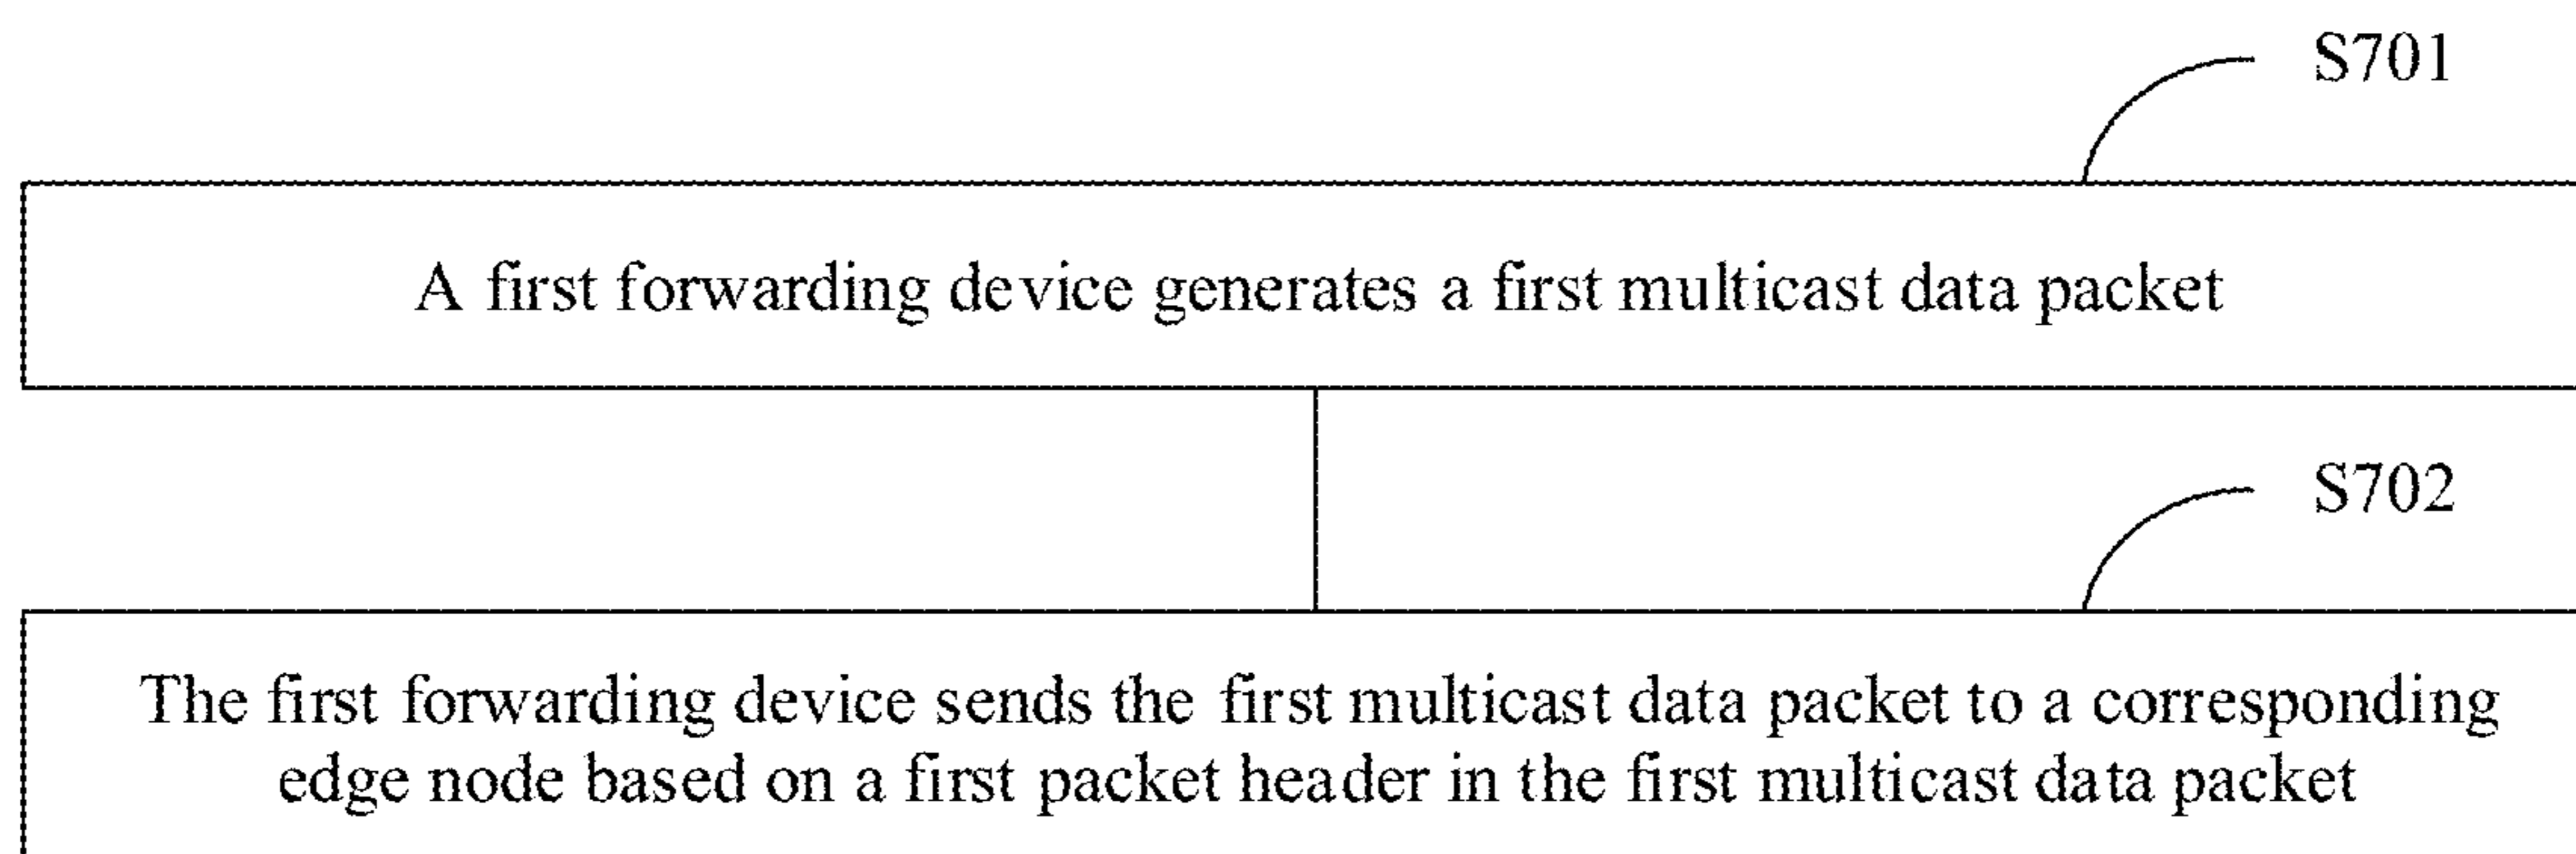 S701
A first forwarding device generates a first multicast data packet
S702
The first forwarding device sends the first multicast data packet to a corresponding
edge node based on a first packet header in the first multicast data packet